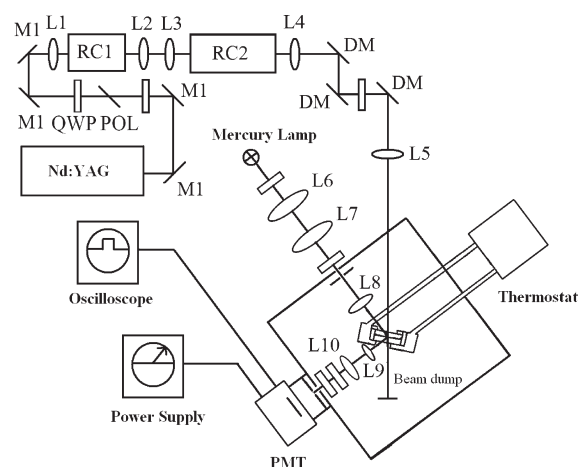 M1 L1 RC1 L2 L3 RC2 L4 DM
M1 QWP POL M1 DM DM
Nd:YAG M1
Mercury Lamp
L5
L6
L7
L8
Thermostat
Oscilloscope
L10
L9
Beam dump
Power Supply
PMT